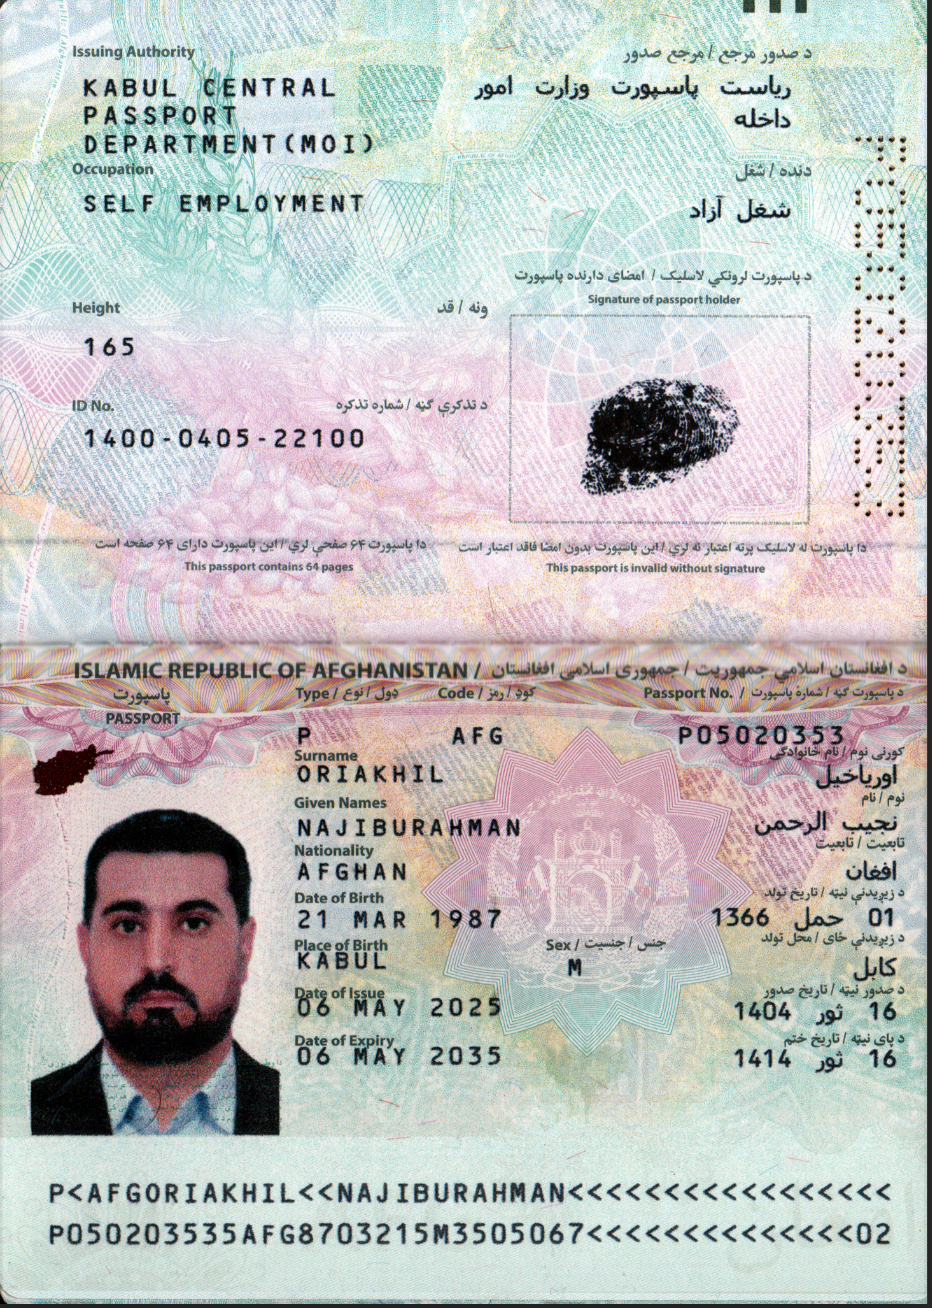 Issuing Authority د صدور مرجع / مرجع صدور
KABUL CENTRAL PASSPORT DEPARTMENT(MOI) ریاست پاسپورت وزارت امور داخله
Occupation دنده / شغل
SELF EMPLOYMENT شغل آزاد
د پاسپورت لرونکي لاسلیک / امضای دارنده پاسپورت
Signature of passport holder
Height ونه / قد
165
ID No. د تذکرې ګڼه / شماره تذکره
1400-0405-22100
P05020353
دا پاسپورت ۶۴ صفحې لري / این پاسپورت دارای ۶۴ صفحه است
This passport contains 64 pages
دا پاسپورت له لاسلیک پرته اعتبار نه لري / این پاسپورت بدون امضا فاقد اعتبار است
This passport is invalid without signature
ISLAMIC REPUBLIC OF AFGHANISTAN / د افغانستان اسلامي جمهوریت / جمهوری اسلامی افغانستان
پاسپورت
PASSPORT
Type / ډول / نوع Code / کوډ / رمز Passport No. / د پاسپورت ګڼه / شماره پاسپورت
P AFG P05020353
Surname کورنی نوم / نام خانوادگی
ORIAKHIL اوریاخیل
Given Names نوم / نام
NAJIBURAHMAN نجیب الرحمن
Nationality تابعیت / تابعیت
AFGHAN افغان
Date of Birth د زیږیدنې نیټه / تاریخ تولد
21 MAR 1987 01 حمل 1366
Place of Birth Sex / جنس / جنسیت د زیږیدنې ځای / محل تولد
KABUL M کابل
Date of Issue د صدور نیټه / تاریخ صدور
06 MAY 2025 16 ثور 1404
Date of Expiry د پای نیټه / تاریخ ختم
06 MAY 2035 16 ثور 1414
P<AFGORIAKHIL<<NAJIBURAHMAN<<<<<<<<<<<<<<<<<
P050203535AFG8703215M3505067<<<<<<<<<<<<<<02